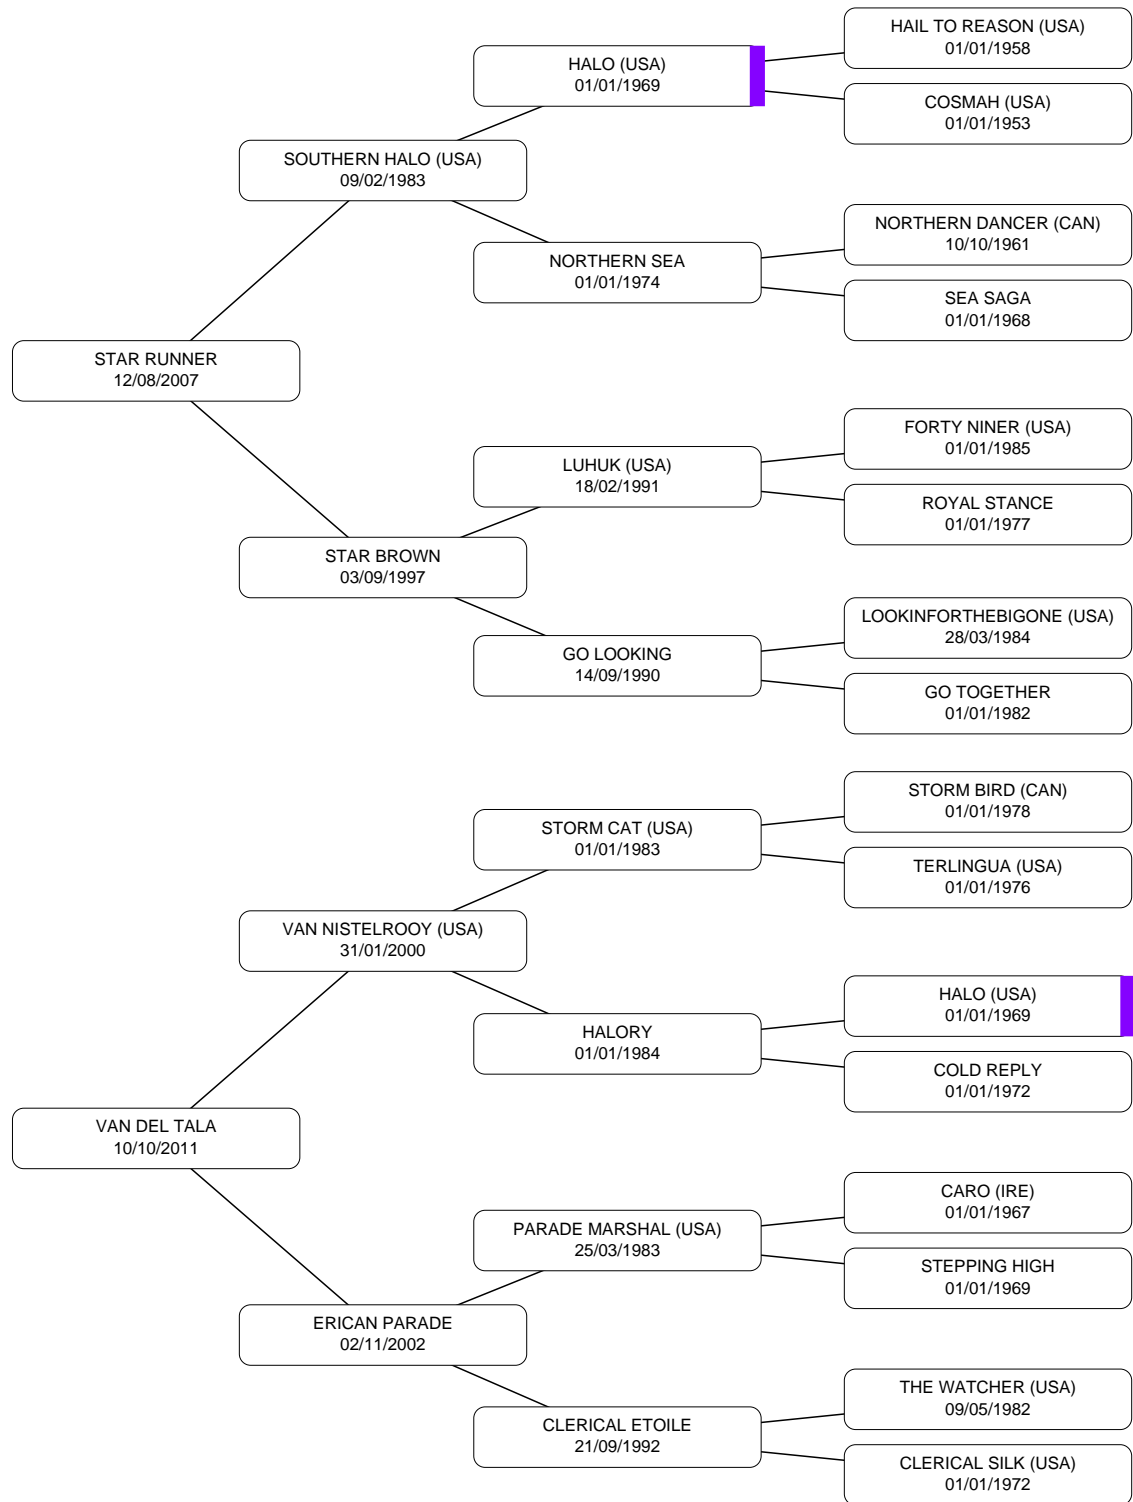 HAIL TO REASON (USA)
01/01/1958
HALO (USA)
01/01/1969
COSMAH (USA)
01/01/1953
SOUTHERN HALO (USA)
09/02/1983
NORTHERN DANCER (CAN)
10/10/1961
NORTHERN SEA
01/01/1974
SEA SAGA
01/01/1968
STAR RUNNER
12/08/2007
FORTY NINER (USA)
01/01/1985
LUHUK (USA)
18/02/1991
ROYAL STANCE
01/01/1977
STAR BROWN
03/09/1997
LOOKINFORTHEBIGONE (USA)
28/03/1984
GO LOOKING
14/09/1990
GO TOGETHER
01/01/1982
STORM BIRD (CAN)
01/01/1978
STORM CAT (USA)
01/01/1983
TERLINGUA (USA)
01/01/1976
VAN NISTELROOY (USA)
31/01/2000
HALO (USA)
01/01/1969
HALORY
01/01/1984
COLD REPLY
01/01/1972
VAN DEL TALA
10/10/2011
CARO (IRE)
01/01/1967
PARADE MARSHAL (USA)
25/03/1983
STEPPING HIGH
01/01/1969
ERICAN PARADE
02/11/2002
THE WATCHER (USA)
09/05/1982
CLERICAL ETOILE
21/09/1992
CLERICAL SILK (USA)
01/01/1972